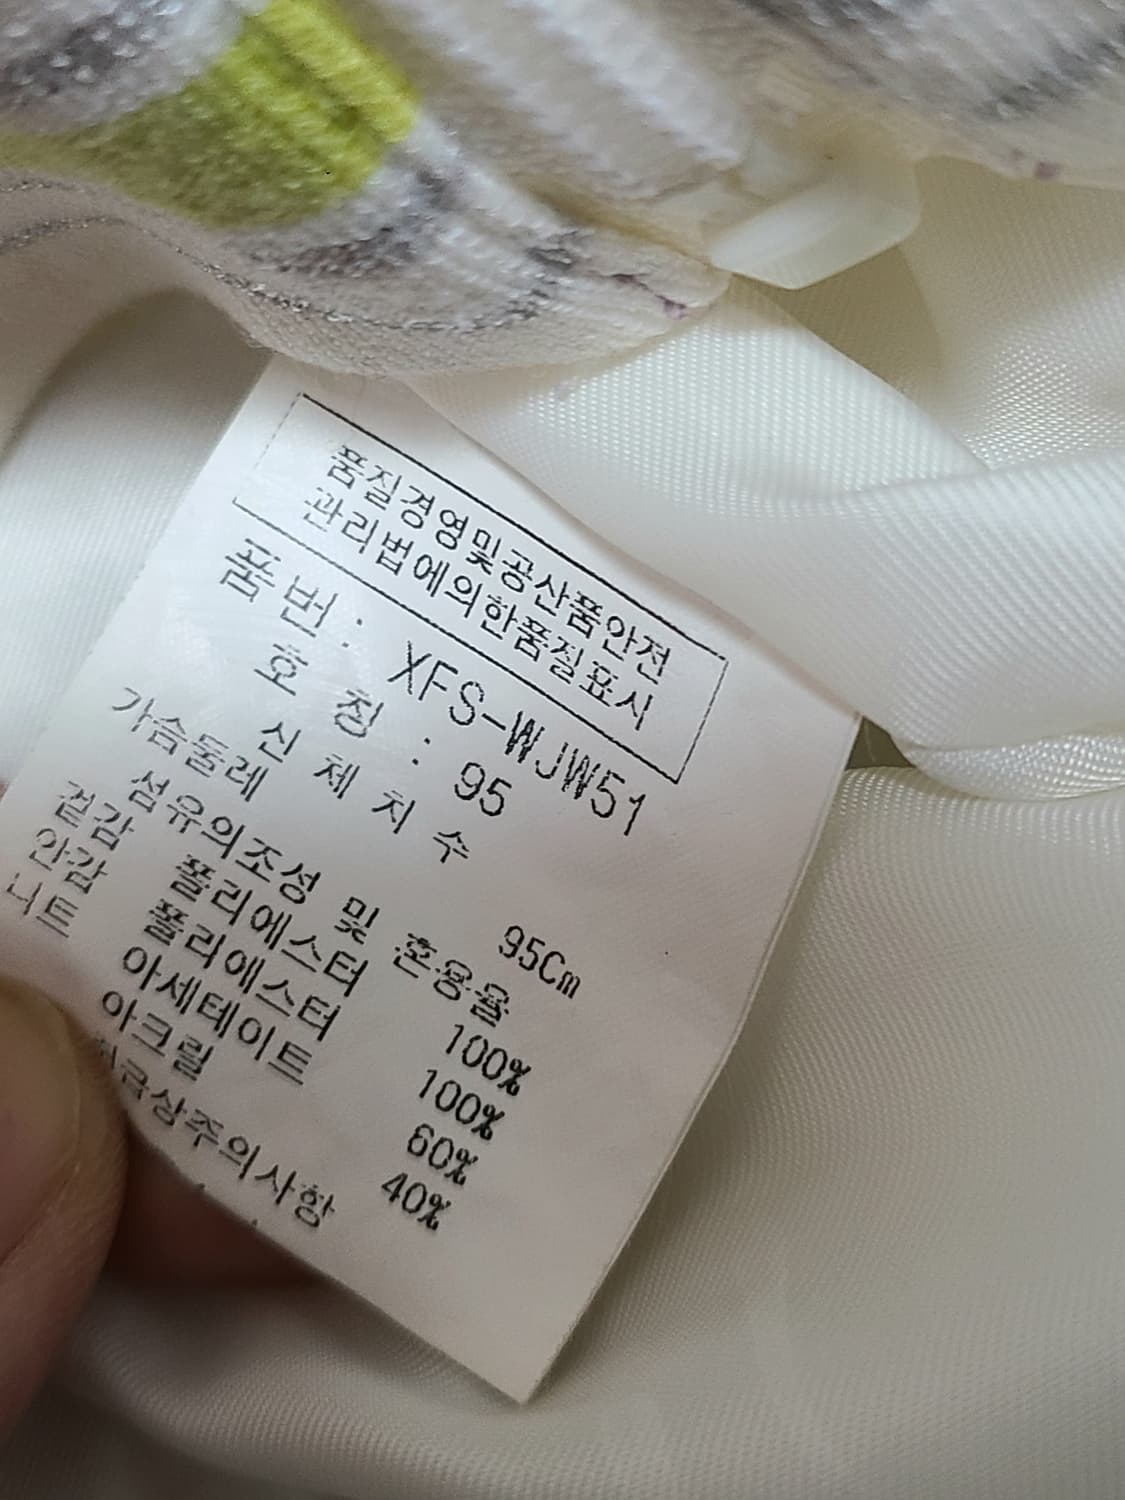 품질경영및공산품안전
관리법에의한품질표시
품 번 : XFS-WJW51
호 칭 : 95
신 체 치 수
가슴둘레 95Cm
섬유의조성 및 혼용율
겉감 폴리에스터 100%
안감 폴리에스터 100%
니트 아세테이트 60%
아크릴 40%
취급상주의사항